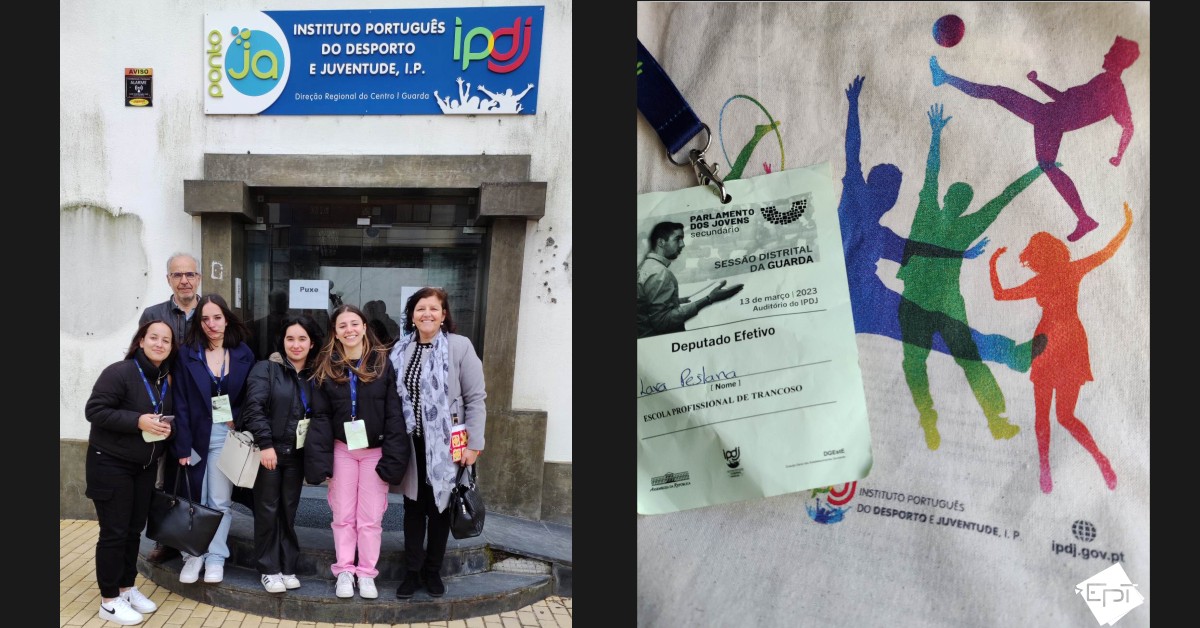 ponto
ja
INSTITUTO PORTUGUÊS
DO DESPORTO
E JUVENTUDE, I.P.
Direção Regional do Centro | Guarda
ipdj
AVISO
ALARME
Puxe
PARLAMENTO
DOS JOVENS
secundário
SESSÃO DISTRITAL
DA GUARDA
13 de março | 2023
Auditório do IPDJ
Deputado Efetivo
Pestana
[ Nome ]
ESCOLA PROFISSIONAL DE TRANCOSO
ipdj
DGEstE
INSTITUTO PORTUGUÊS
DO DESPORTO E JUVENTUDE, I. P.
ipdj.gov.pt
EPT